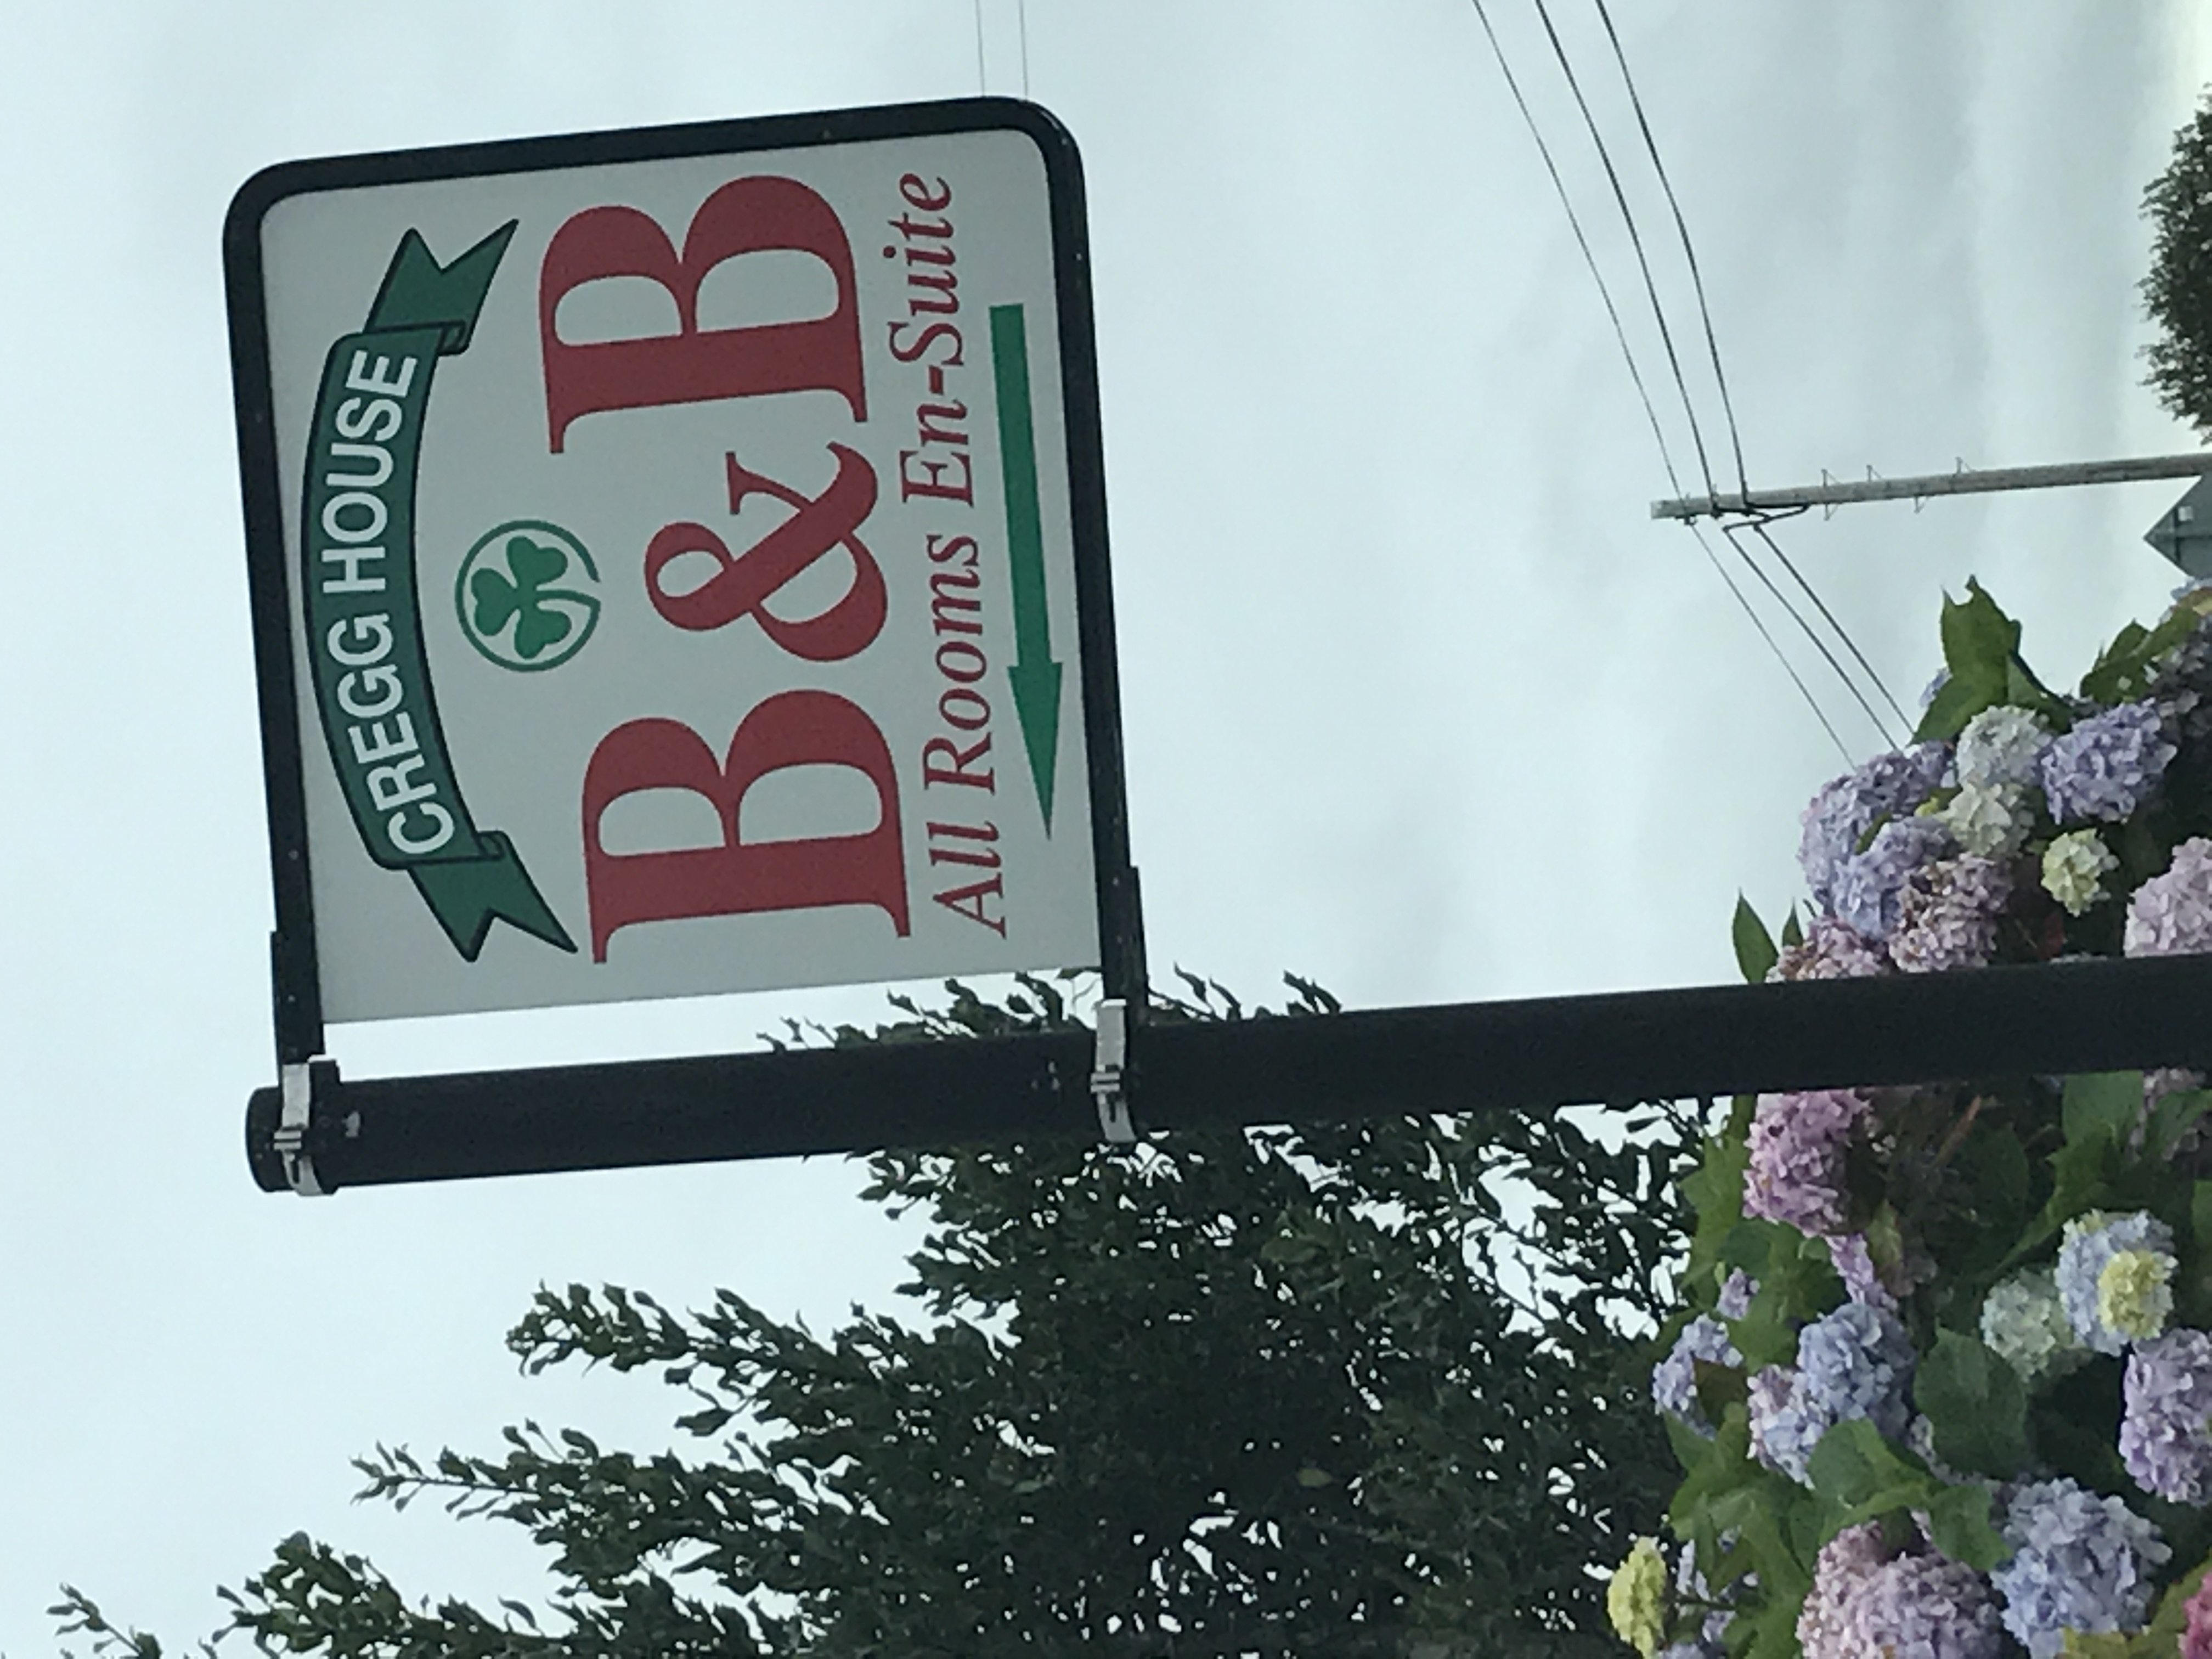 CREGG HOUSE
B&B
All Rooms En-Suite